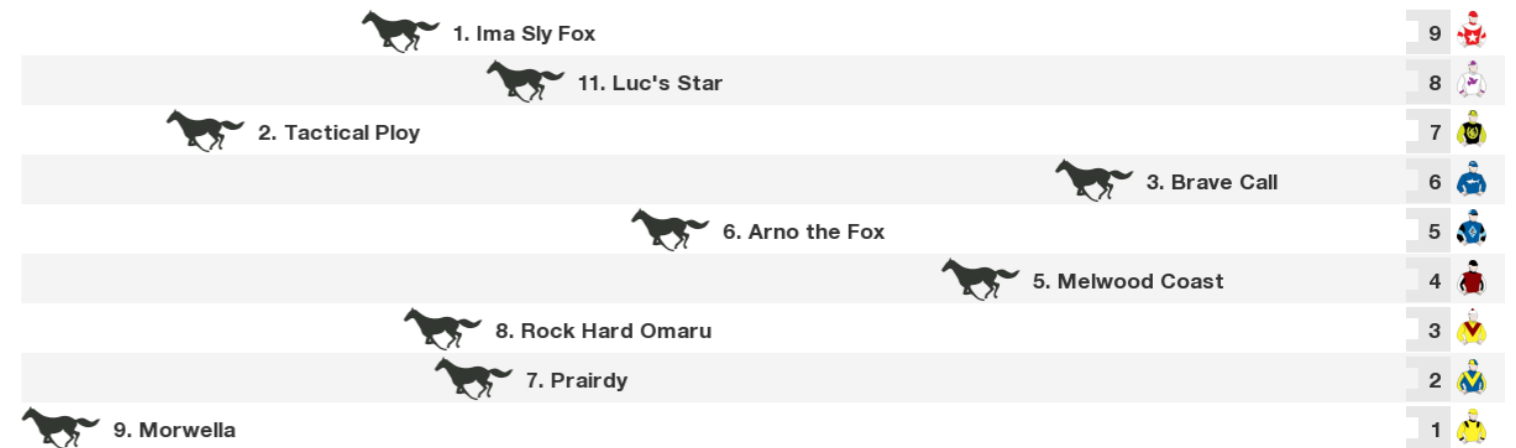 1. Ima Sly Fox 9
11. Luc's Star 8
2. Tactical Ploy 7
3. Brave Call 6
6. Arno the Fox 5
5. Melwood Coast 4
8. Rock Hard Omaru 3
7. Prairdy 2
9. Morwella 1